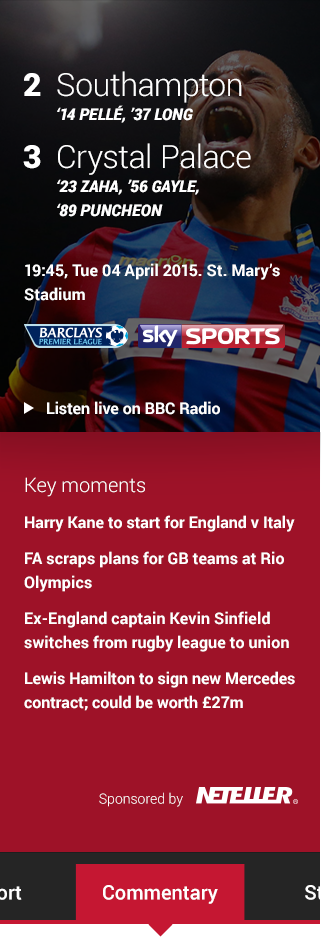 2 Southampton
‘14 PELLÉ, ’37 LONG
3 Crystal Palace
‘23 ZAHA, ’56 GAYLE,
‘89 PUNCHEON
19:45, Tue 04 April 2015. St. Mary’s
Stadium
BARCLAYS
PREMIER LEAGUE
sky SPORTS
Listen live on BBC Radio
Key moments
Harry Kane to start for England v Italy
FA scraps plans for GB teams at Rio
Olympics
Ex-England captain Kevin Sinfield
switches from rugby league to union
Lewis Hamilton to sign new Mercedes
contract; could be worth £27m
Sponsored by NETELLER®
ort Commentary St